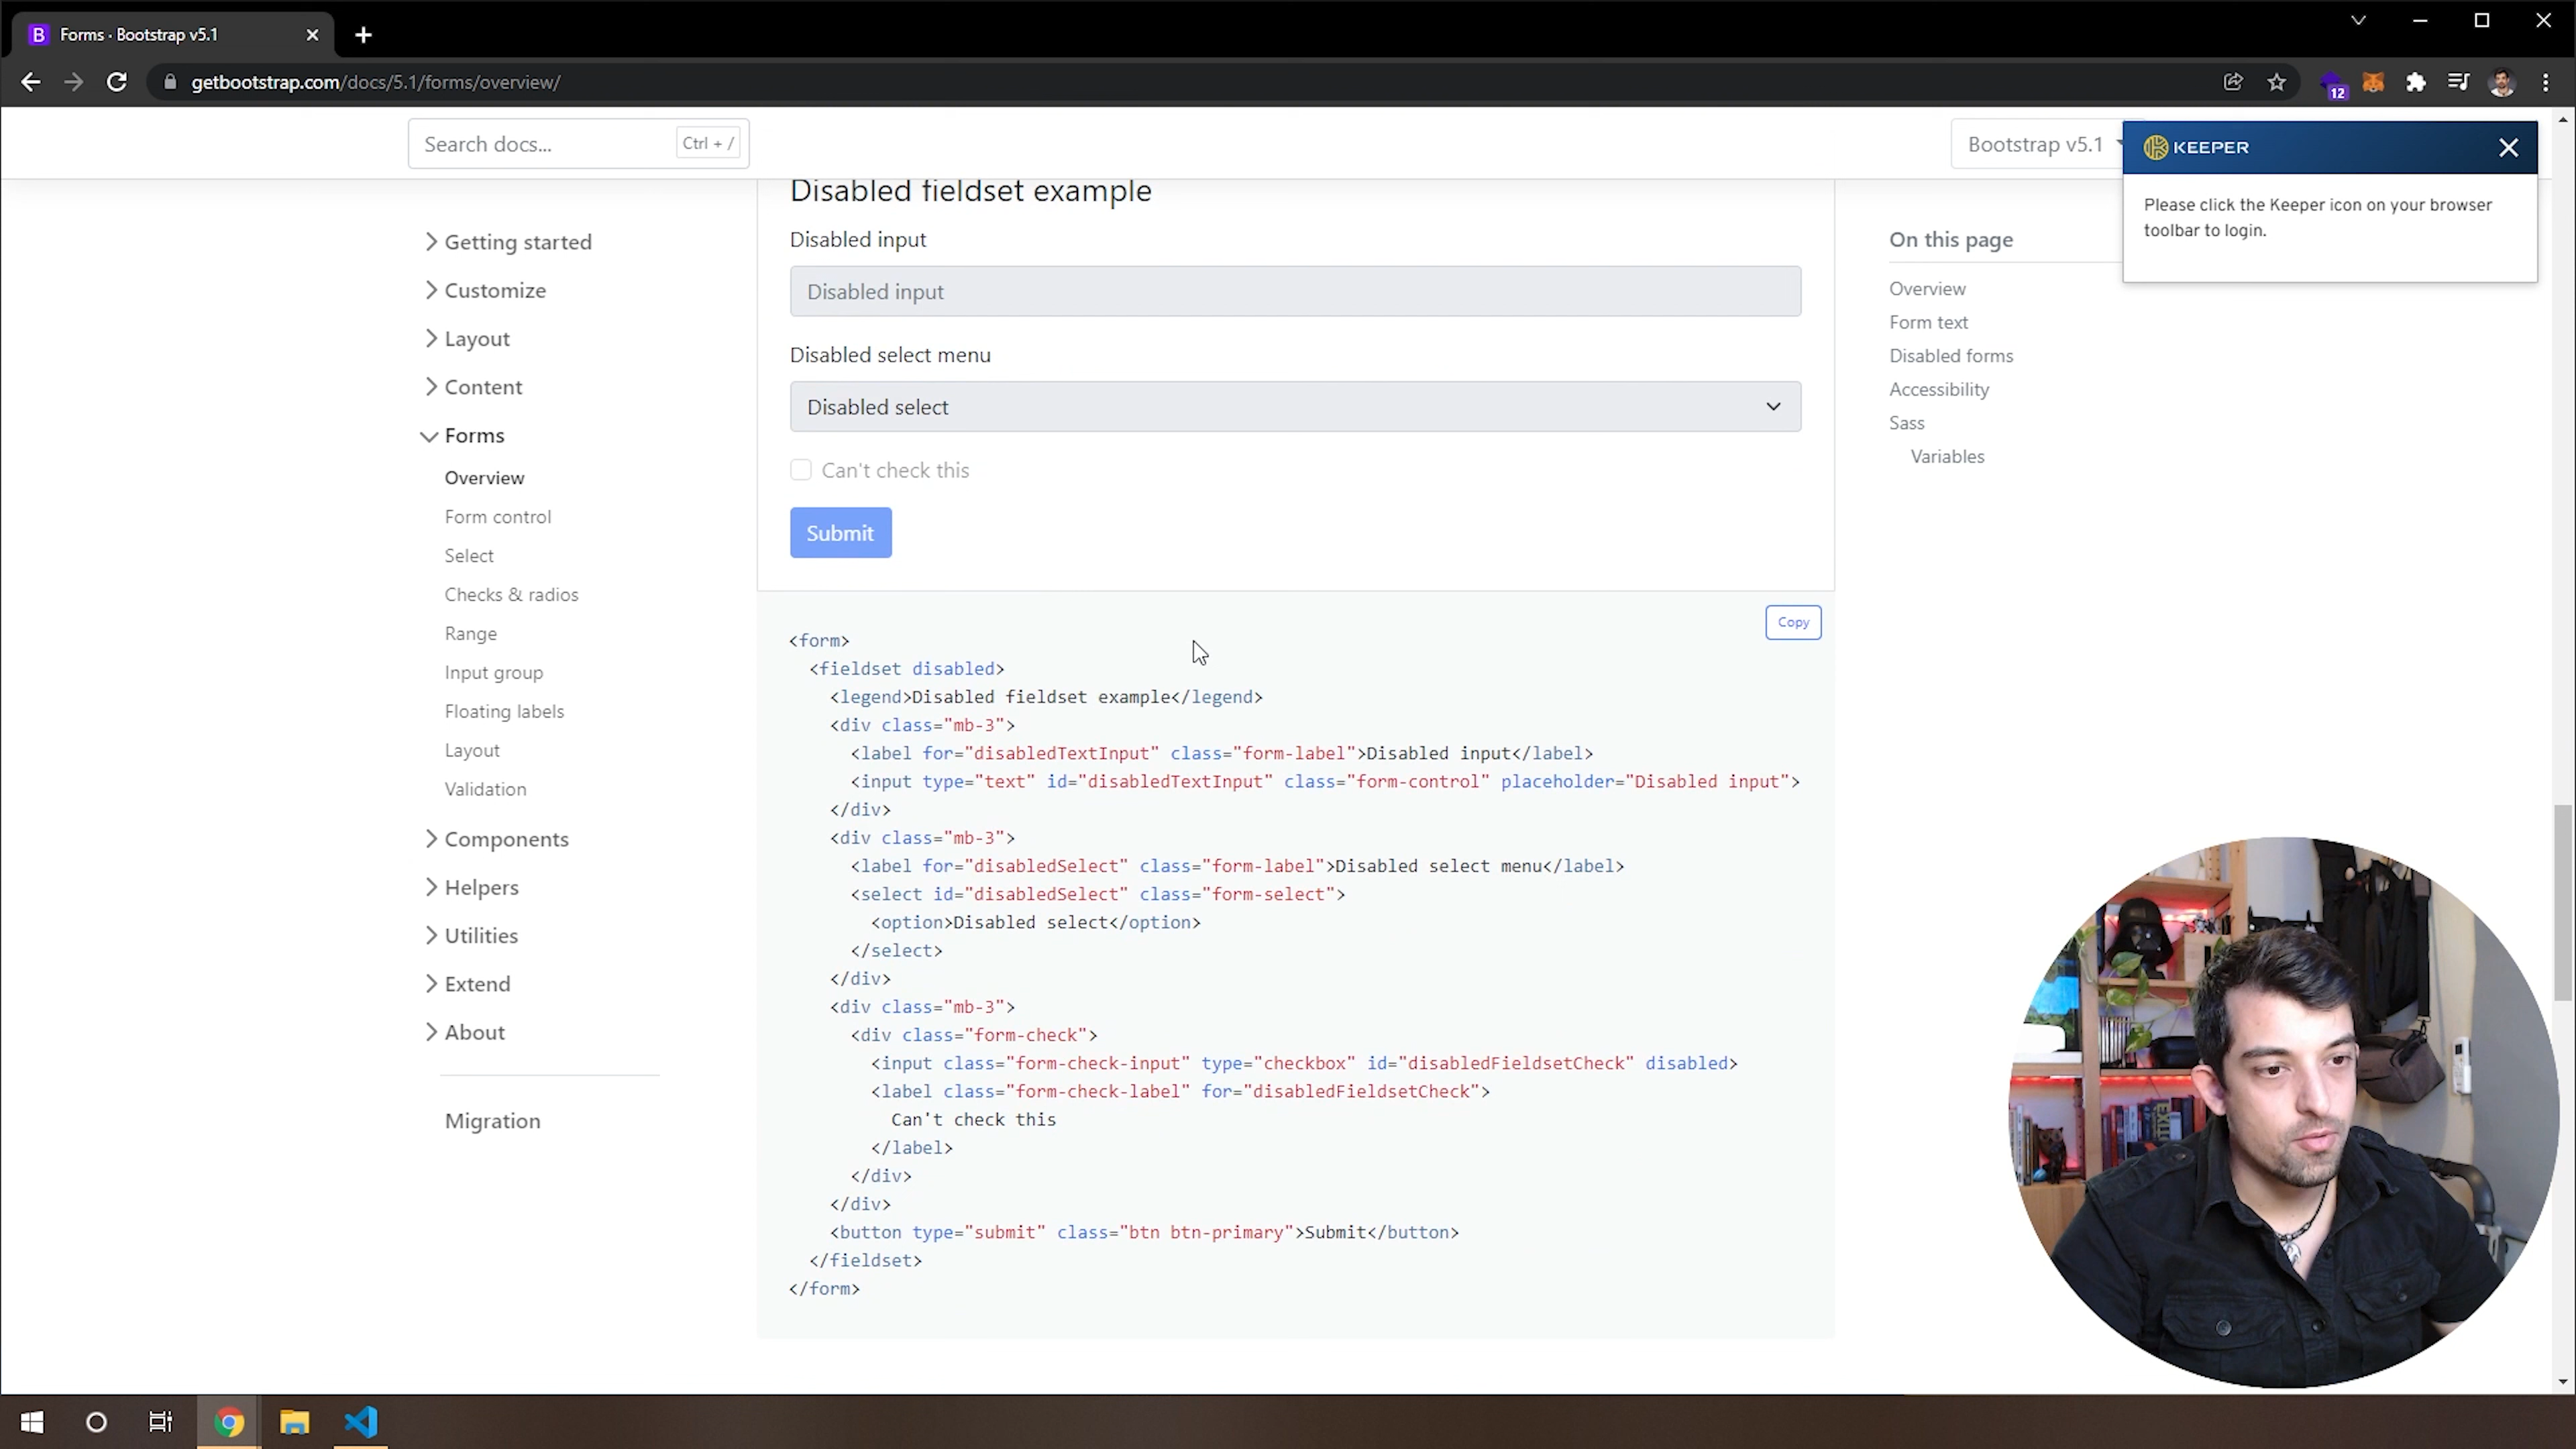 B Forms · Bootstrap v5.1
getbootstrap.com/docs/5.1/forms/overview/
12
Search docs...
Ctrl + /
Bootstrap v5.1
KEEPER
Please click the Keeper icon on your browser
toolbar to login.
Getting started
Customize
Layout
Content
Forms
Overview
Form control
Select
Checks & radios
Range
Input group
Floating labels
Layout
Validation
Components
Helpers
Utilities
Extend
About
Migration
Disabled fieldset example
Disabled input
Disabled input
Disabled select menu
Disabled select
Can't check this
Submit
Copy
<form>
<fieldset disabled>
<legend>Disabled fieldset example</legend>
<div class="mb-3">
<label for="disabledTextInput" class="form-label">Disabled input</label>
<input type="text" id="disabledTextInput" class="form-control" placeholder="Disabled input">
</div>
<div class="mb-3">
<label for="disabledSelect" class="form-label">Disabled select menu</label>
<select id="disabledSelect" class="form-select">
<option>Disabled select</option>
</select>
</div>
<div class="mb-3">
<div class="form-check">
<input class="form-check-input" type="checkbox" id="disabledFieldsetCheck" disabled>
<label class="form-check-label" for="disabledFieldsetCheck">
Can't check this
</label>
</div>
</div>
<button type="submit" class="btn btn-primary">Submit</button>
</fieldset>
</form>
On this page
Overview
Form text
Disabled forms
Accessibility
Sass
Variables